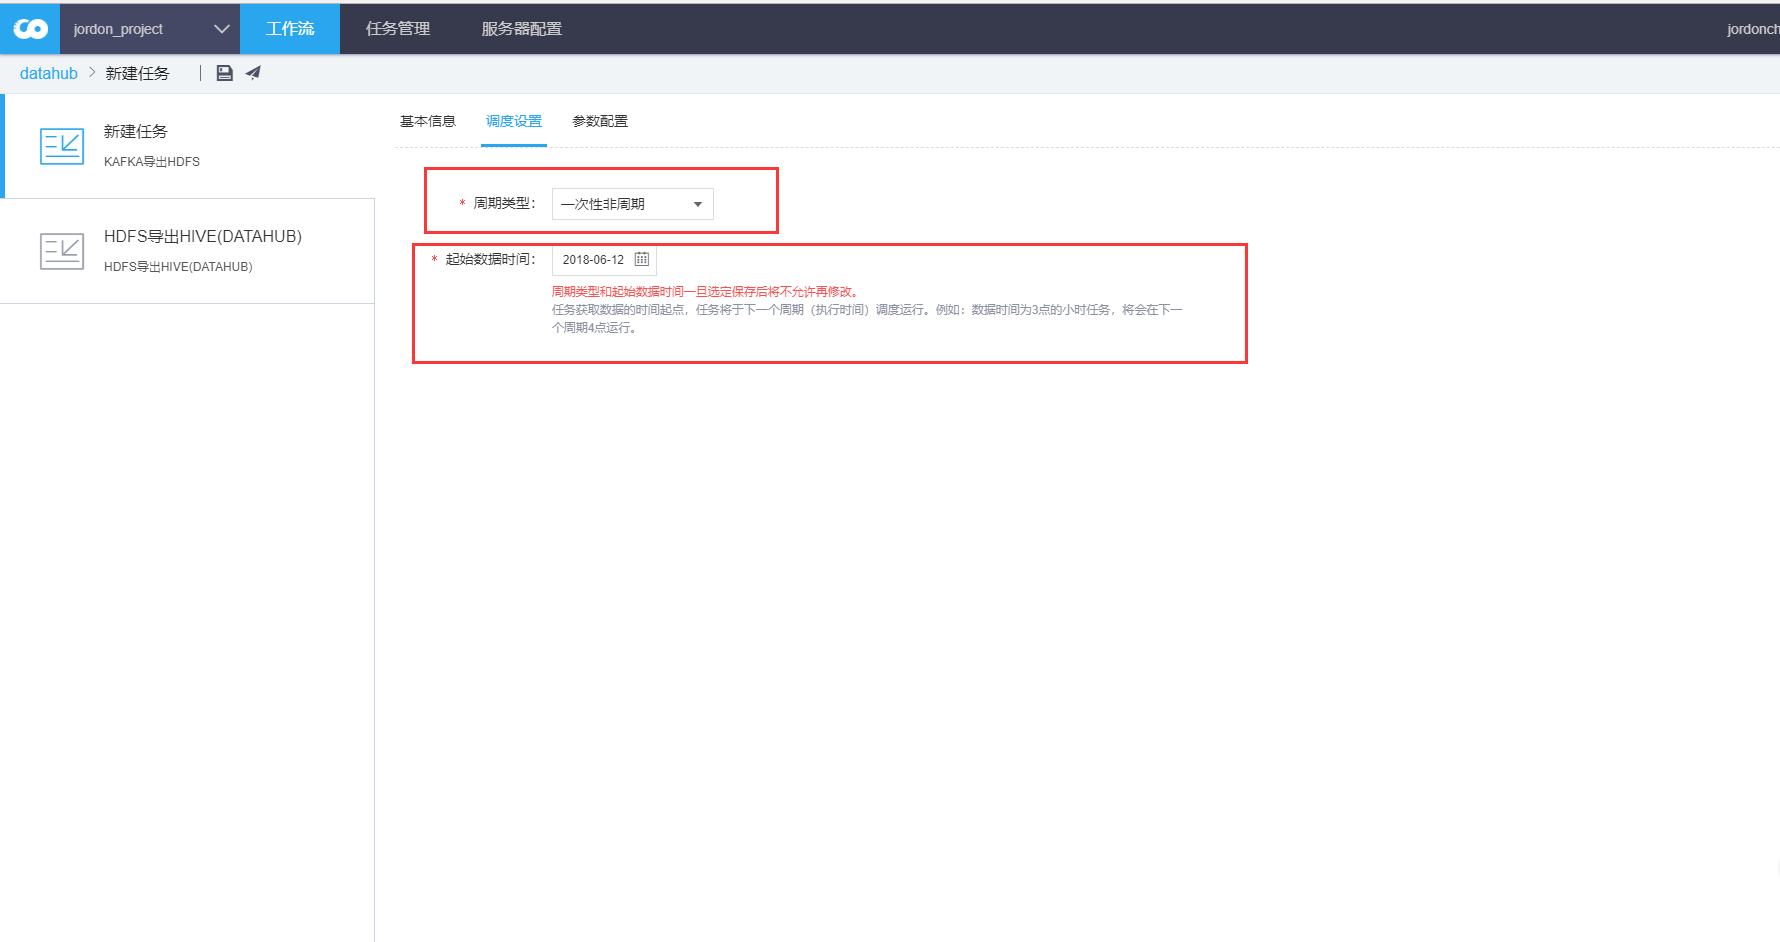 jordon_project 工作流 任务管理 服务器配置 jordonch
datahub > 新建任务
新建任务
KAFKA导出HDFS
HDFS导出HIVE(DATAHUB)
HDFS导出HIVE(DATAHUB)
基本信息 调度设置 参数配置
* 周期类型: 一次性非周期
* 起始数据时间: 2018-06-12
周期类型和起始数据时间一旦选定保存后将不允许再修改。
任务获取数据的时间起点，任务将于下一个周期（执行时间）调度运行。例如：数据时间为3点的小时任务，将会在下一
个周期4点运行。